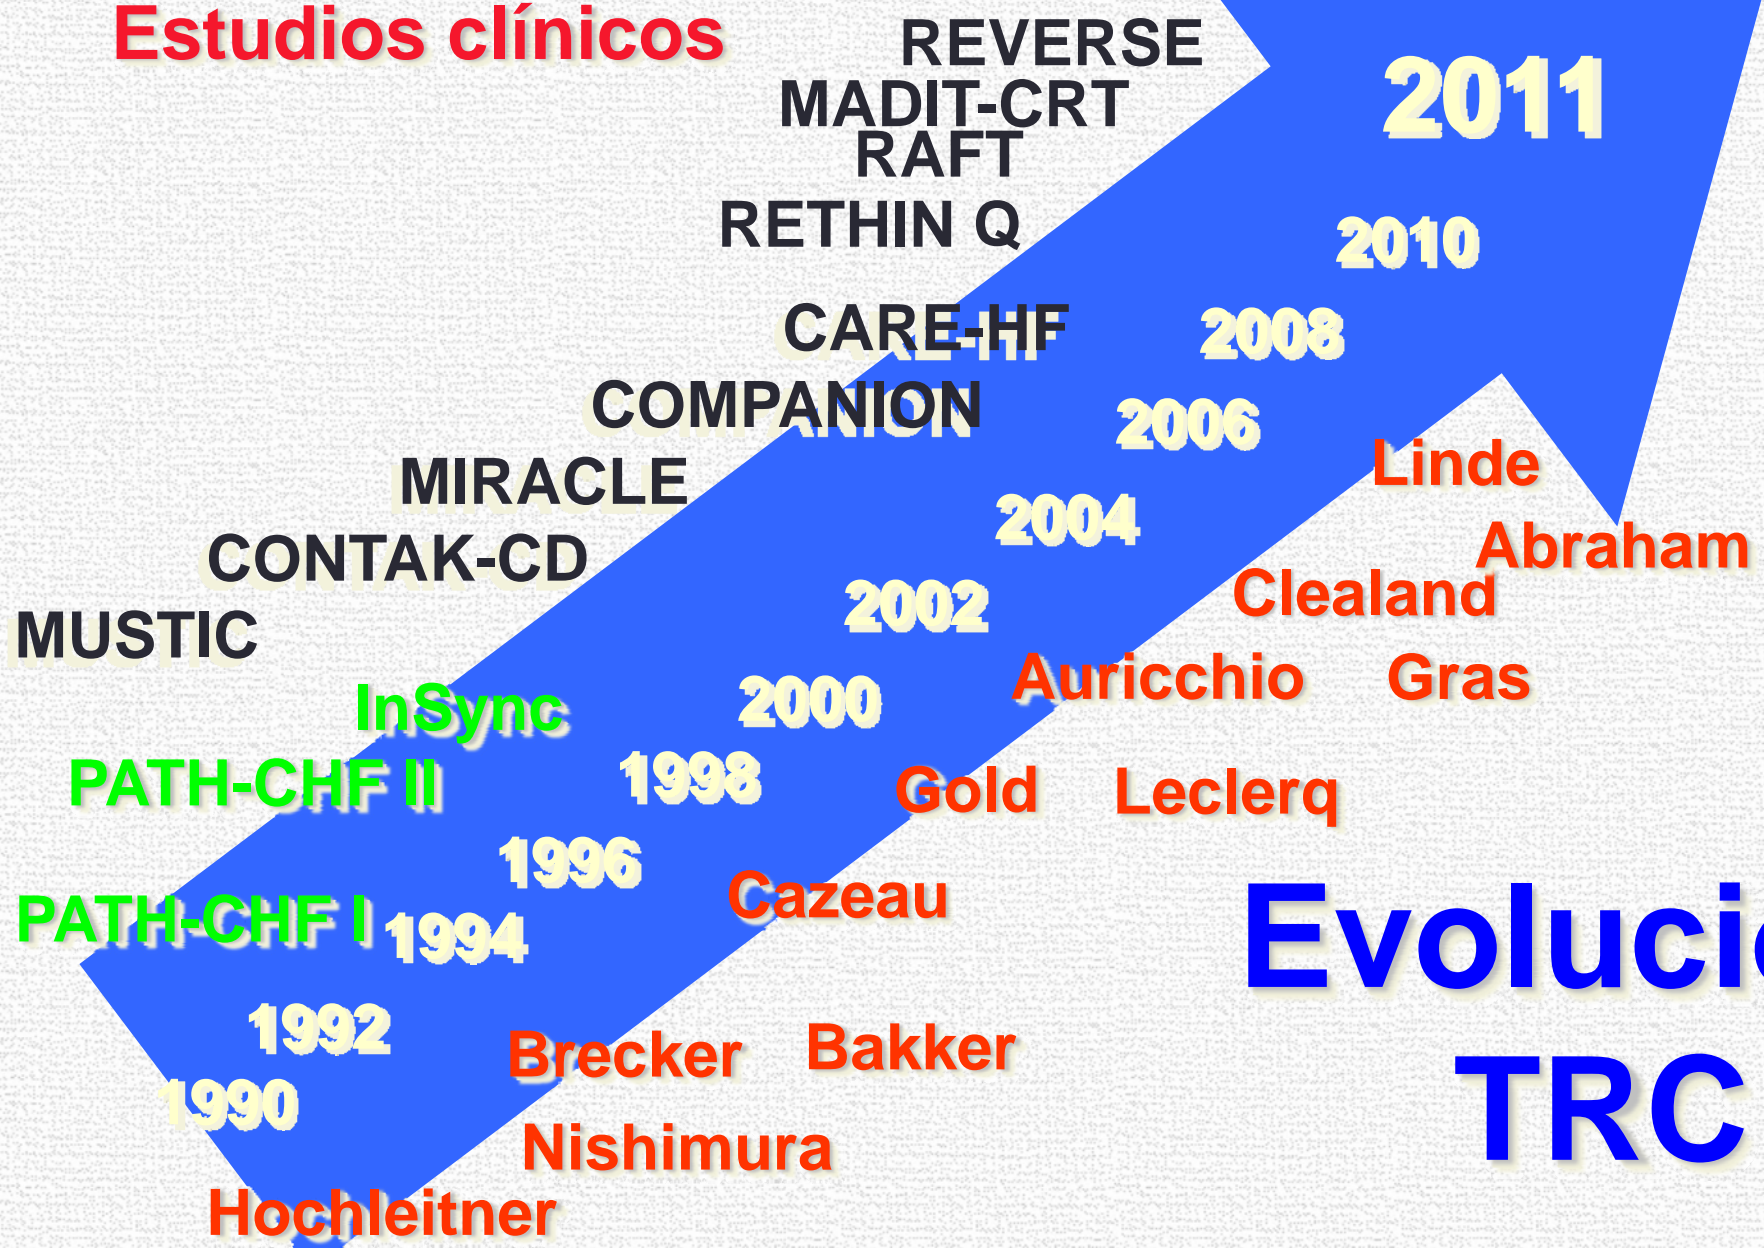 Estudios clínicos
REVERSE
MADIT-CRT
RAFT
RETHIN Q
CARE-HF
COMPANION
MIRACLE
CONTAK-CD
MUSTIC
InSync
PATH-CHF II
PATH-CHF I
2011
2010
2008
2006
2004
2002
2000
1998
1996
1994
1992
1990
Linde
Abraham
Clealand
Auricchio Gras
Gold Leclerq
Cazeau
Brecker Bakker
Nishimura
Hochleitner
TRC